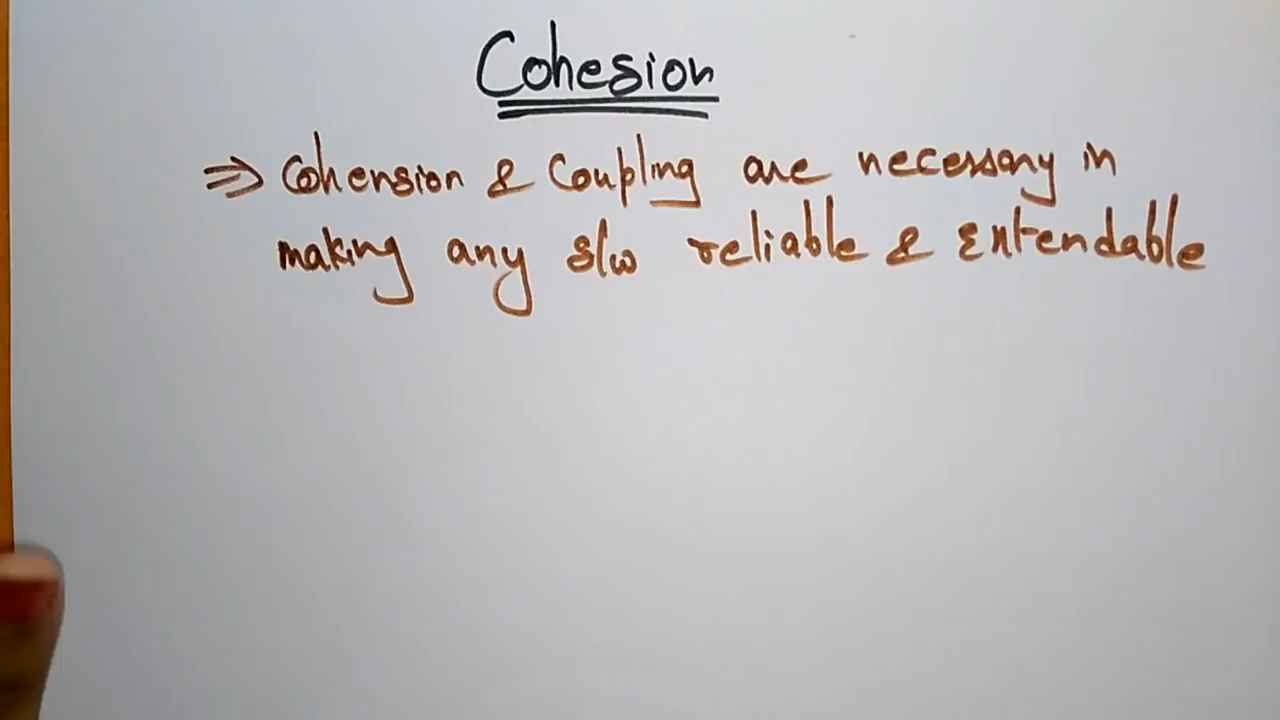 Cohesion
⇒ Cohension & Coupling are necessary in
making any s/w reliable & Extendable